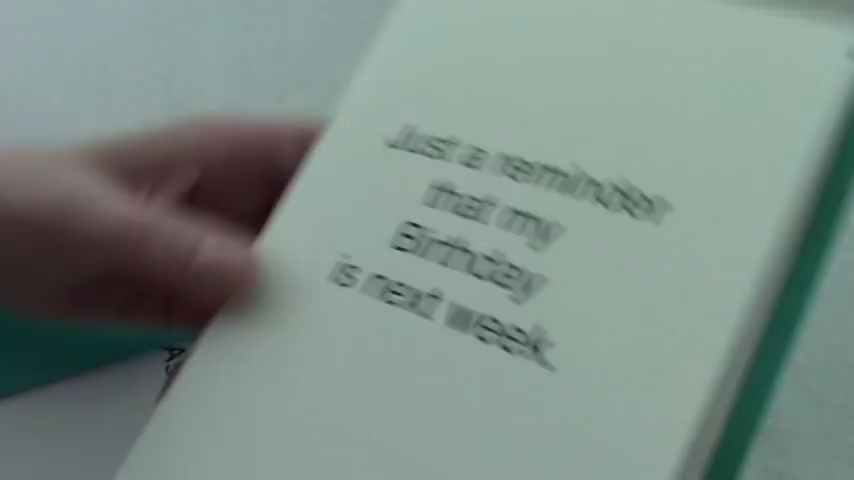 Just a reminder
that my
Birthday
is next week.